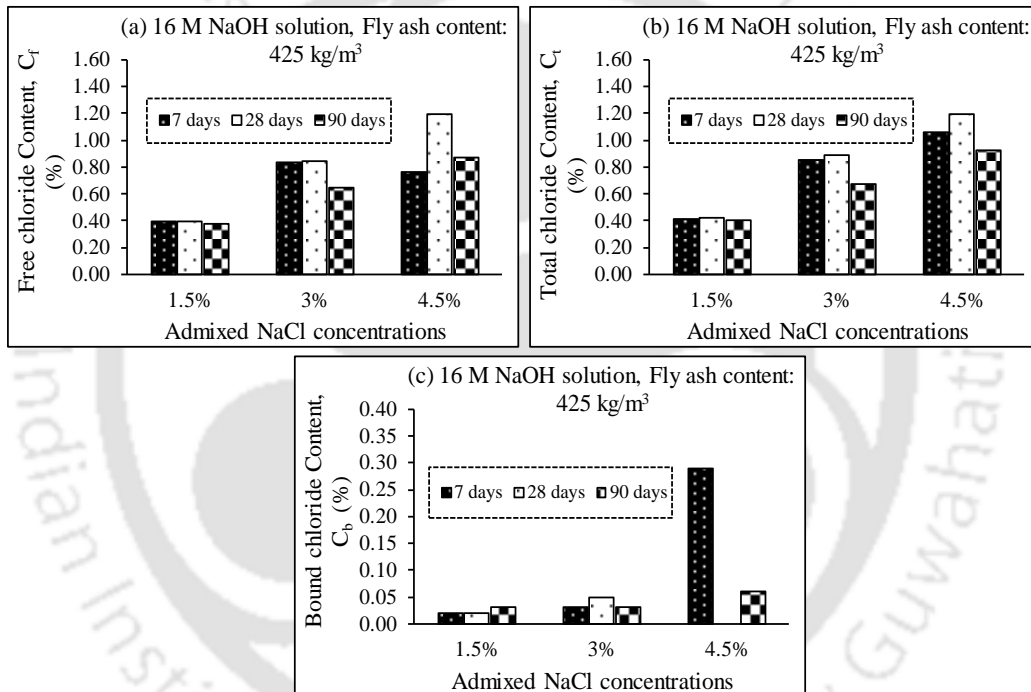 (a) 16 M NaOH solution, Fly ash content:
425 kg/m³
Free chloride Content, C_f
(%)
1.60
1.40
1.20
1.00
0.80
0.60
0.40
0.20
0.00
7 days 28 days 90 days
1.5% 3% 4.5%
Admixed NaCl concentrations
(b) 16 M NaOH solution, Fly ash content:
425 kg/m³
Total chloride Content, C_t
(%)
1.60
1.40
1.20
1.00
0.80
0.60
0.40
0.20
0.00
7 days 28 days 90 days
1.5% 3% 4.5%
Admixed NaCl concentrations
(c) 16 M NaOH solution, Fly ash content:
425 kg/m³
Bound chloride Content,
C_b (%)
0.40
0.35
0.30
0.25
0.20
0.15
0.10
0.05
0.00
7 days 28 days 90 days
1.5% 3% 4.5%
Admixed NaCl concentrations
Indian Inst
Guwahati